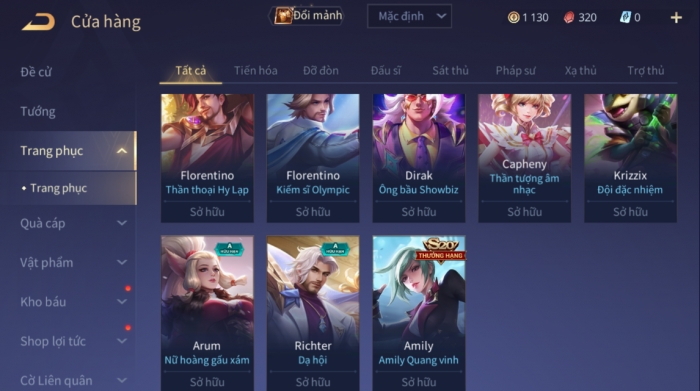 Cửa hàng
Đổi mảnh
Mặc định
1 130
320
0
+
Đề cử
Tướng
Trang phục
• Trang phục
Quà cáp
Vật phẩm
Kho báu
Shop lợi tức
Cờ Liên quân
Tất cả
Tiến hóa
Đỡ đòn
Đấu sĩ
Sát thủ
Pháp sư
Xạ thủ
Trợ thủ
Florentino
Thần thoại Hy Lạp
Sở hữu
Florentino
Kiếm sĩ Olympic
Sở hữu
Dirak
Ông bầu Showbiz
Sở hữu
Capheny
Thần tượng âm
nhạc
Sở hữu
Krizzix
Đội đặc nhiệm
Sở hữu
A
HỮU HẠN
Arum
Nữ hoàng gấu xám
Sở hữu
A
HỮU HẠN
Richter
Dạ hội
Sở hữu
S20
THƯỞNG HẠNG
Amily
Amily Quang vinh
Sở hữu